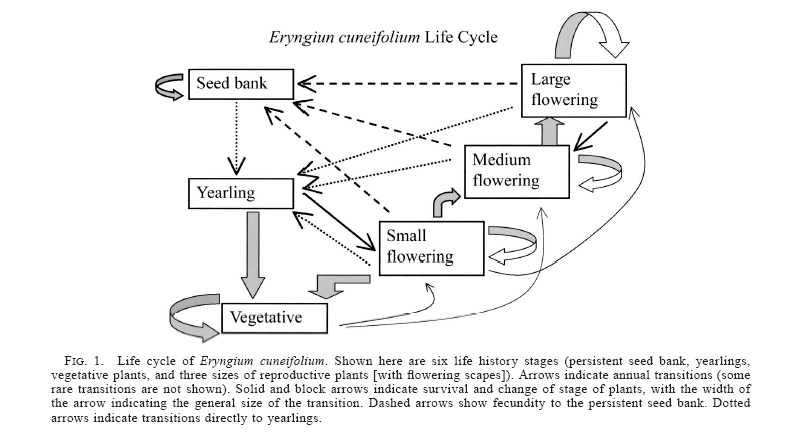 Eryngiun cuneifolium Life Cycle
Seed bank
Large
flowering
Medium
flowering
Yearling
Small
flowering
Vegetative
FIG. 1. Life cycle of Eryngium cuneifolium. Shown here are six life history stages (persistent seed bank, yearlings,
vegetative plants, and three sizes of reproductive plants [with flowering scapes]). Arrows indicate annual transitions (some
rare transitions are not shown). Solid and block arrows indicate survival and change of stage of plants, with the width of
the arrow indicating the general size of the transition. Dashed arrows show fecundity to the persistent seed bank. Dotted
arrows indicate transitions directly to yearlings.